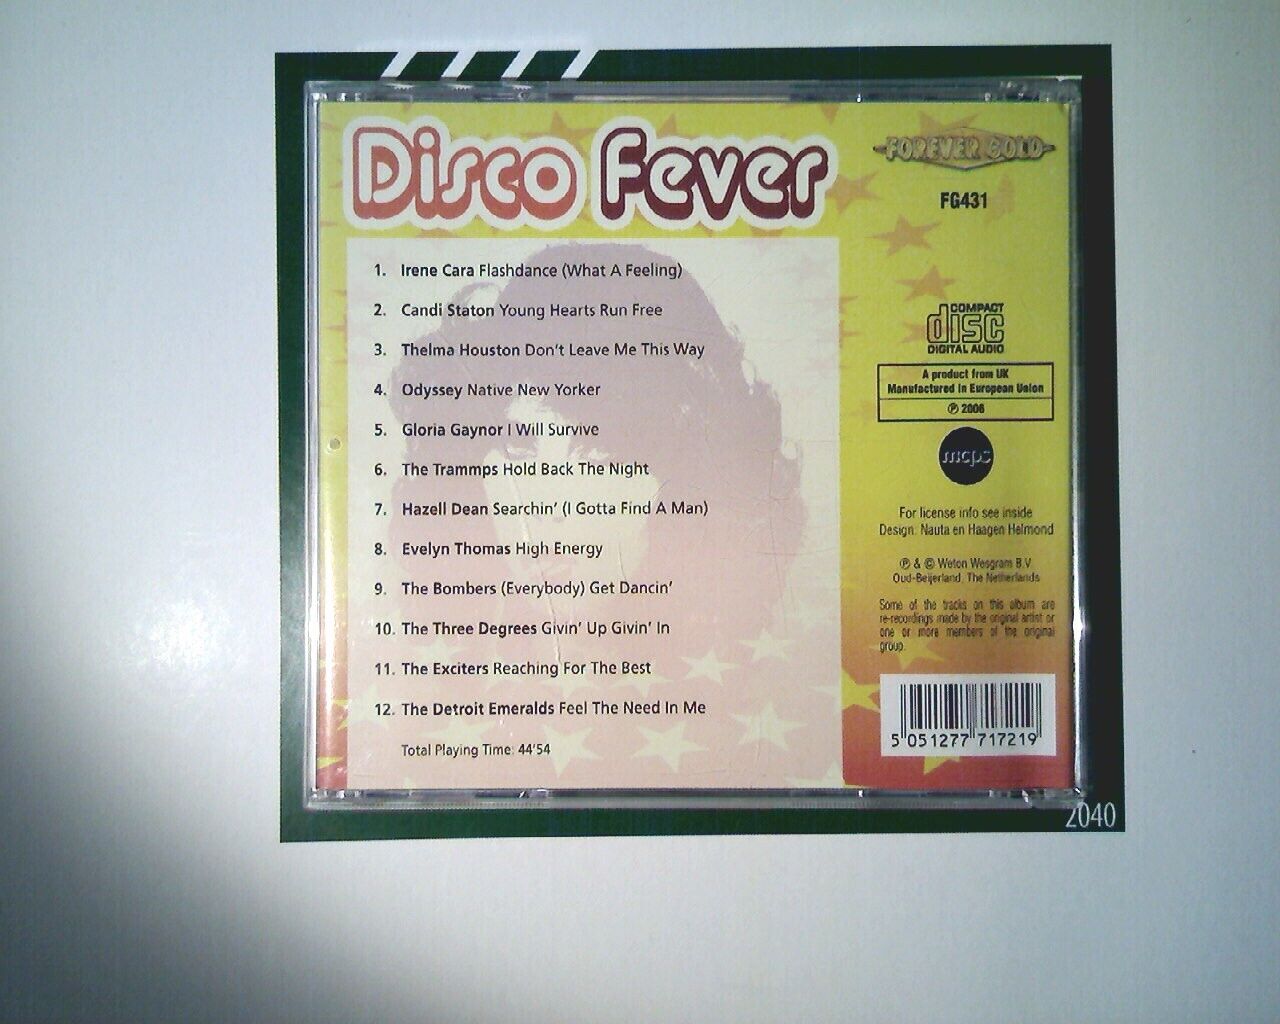 Disco Fever
1. Irene Cara Flashdance (What A Feeling)
2. Candi Staton Young Hearts Run Free
3. Thelma Houston Don't Leave Me This Way
4. Odyssey Native New Yorker
5. Gloria Gaynor I Will Survive
6. The Trammps Hold Back The Night
7. Hazell Dean Searchin' (I Gotta Find A Man)
8. Evelyn Thomas High Energy
9. The Bombers (Everybody) Get Dancin'
10. The Three Degrees Givin' Up Givin' In
11. The Exciters Reaching For The Best
12. The Detroit Emeralds Feel The Need In Me
Total Playing Time: 44'54
FOREVER GOLD
FG431
COMPACT
disc
DIGITAL AUDIO
A product from UK
Manufactured in European Union
℗ 2006
mcps
For license info see inside
Design: Nauta en Haagen Helmond
℗ & © Weton Wesgram B.V.
Oud-Beijerland, The Netherlands
Some of the tracks on this album are
re-recordings made by the original artist or
one or more members of the original
group.
5 051277 717219
2040